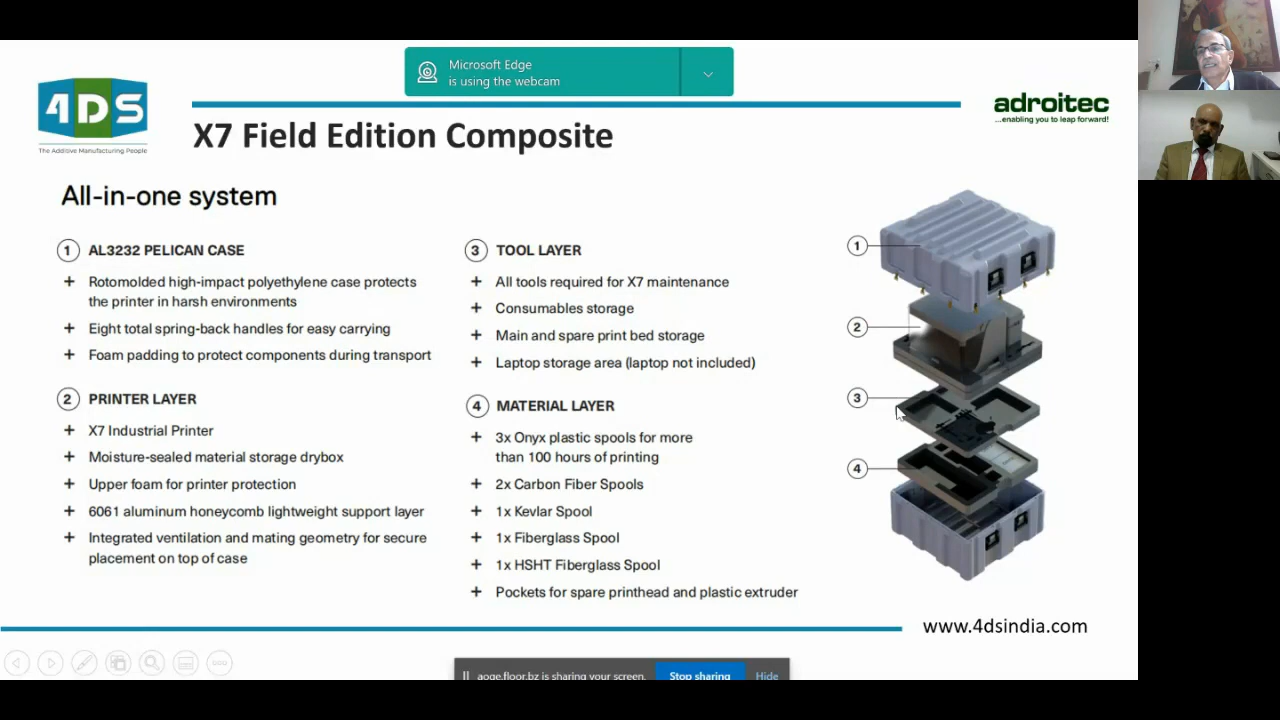 Microsoft Edge
is using the webcam
4DS
The Additive Manufacturing People
X7 Field Edition Composite
adroitec
...enabling you to leap forward!
All-in-one system
1 AL3232 PELICAN CASE
+ Rotomolded high-impact polyethylene case protects
the printer in harsh environments
+ Eight total spring-back handles for easy carrying
+ Foam padding to protect components during transport
2 PRINTER LAYER
+ X7 Industrial Printer
+ Moisture-sealed material storage drybox
+ Upper foam for printer protection
+ 6061 aluminum honeycomb lightweight support layer
+ Integrated ventilation and mating geometry for secure
placement on top of case
3 TOOL LAYER
+ All tools required for X7 maintenance
+ Consumables storage
+ Main and spare print bed storage
+ Laptop storage area (laptop not included)
4 MATERIAL LAYER
+ 3x Onyx plastic spools for more
than 100 hours of printing
+ 2x Carbon Fiber Spools
+ 1x Kevlar Spool
+ 1x Fiberglass Spool
+ 1x HSHT Fiberglass Spool
+ Pockets for spare printhead and plastic extruder
1
2
3
4
www.4dsindia.com
aoge.floor.bz is sharing your screen.
Stop sharing
Hide